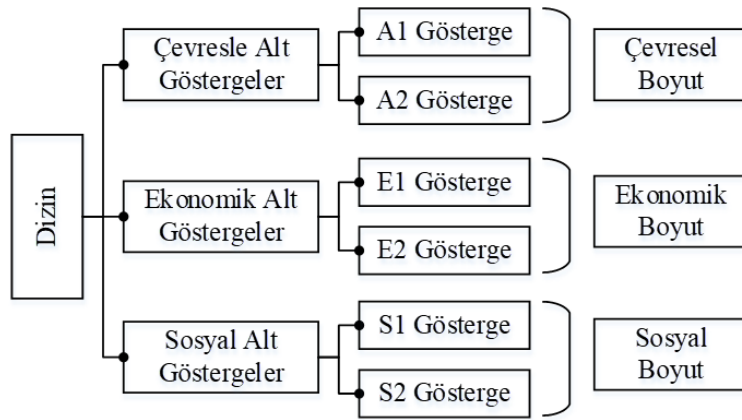 Dizin
Çevresle Alt
Göstergeler
A1 Gösterge
A2 Gösterge
Çevresel
Boyut
Ekonomik Alt
Göstergeler
E1 Gösterge
E2 Gösterge
Ekonomik
Boyut
Sosyal Alt
Göstergeler
S1 Gösterge
S2 Gösterge
Sosyal
Boyut